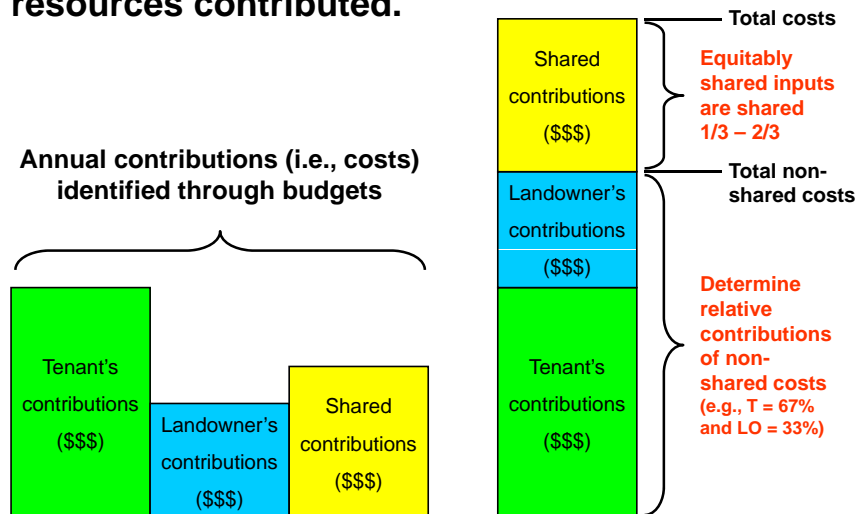 resources contributed.
Annual contributions (i.e., costs)
identified through budgets
Tenant's
contributions
($$$)
Landowner's
contributions
($$$)
Shared
contributions
($$$)
Shared
contributions
($$$)
Landowner's
contributions
($$$)
Tenant's
contributions
($$$)
Total costs
Equitably
shared inputs
are shared
1/3 – 2/3
Total non-
shared costs
Determine
relative
contributions
of non-
shared costs
(e.g., T = 67%
and LO = 33%)